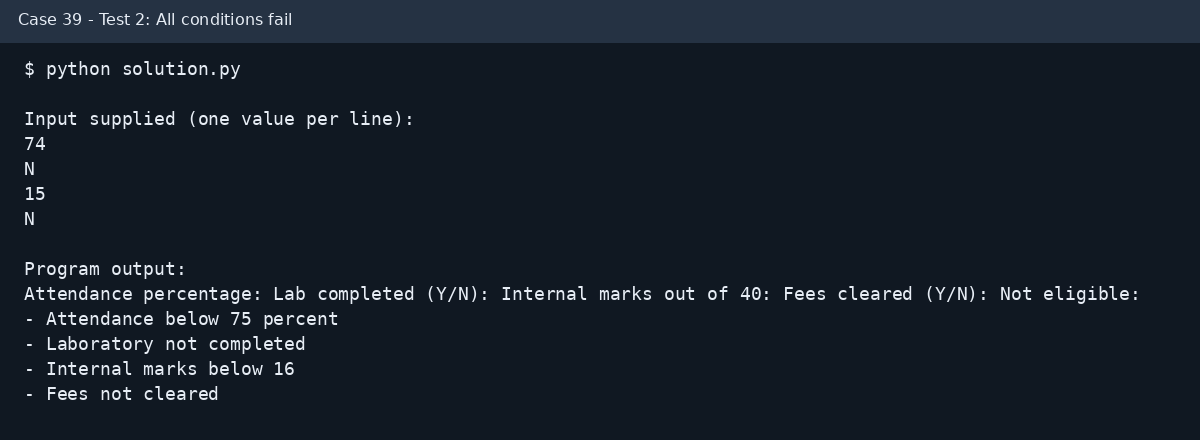 Case 39 - Test 2: All conditions fail
$ python solution.py
Input supplied (one value per line):
74
N
15
N
Program output:
Attendance percentage: Lab completed (Y/N): Internal marks out of 40: Fees cleared (Y/N): Not eligible:
- Attendance below 75 percent
- Laboratory not completed
- Internal marks below 16
- Fees not cleared